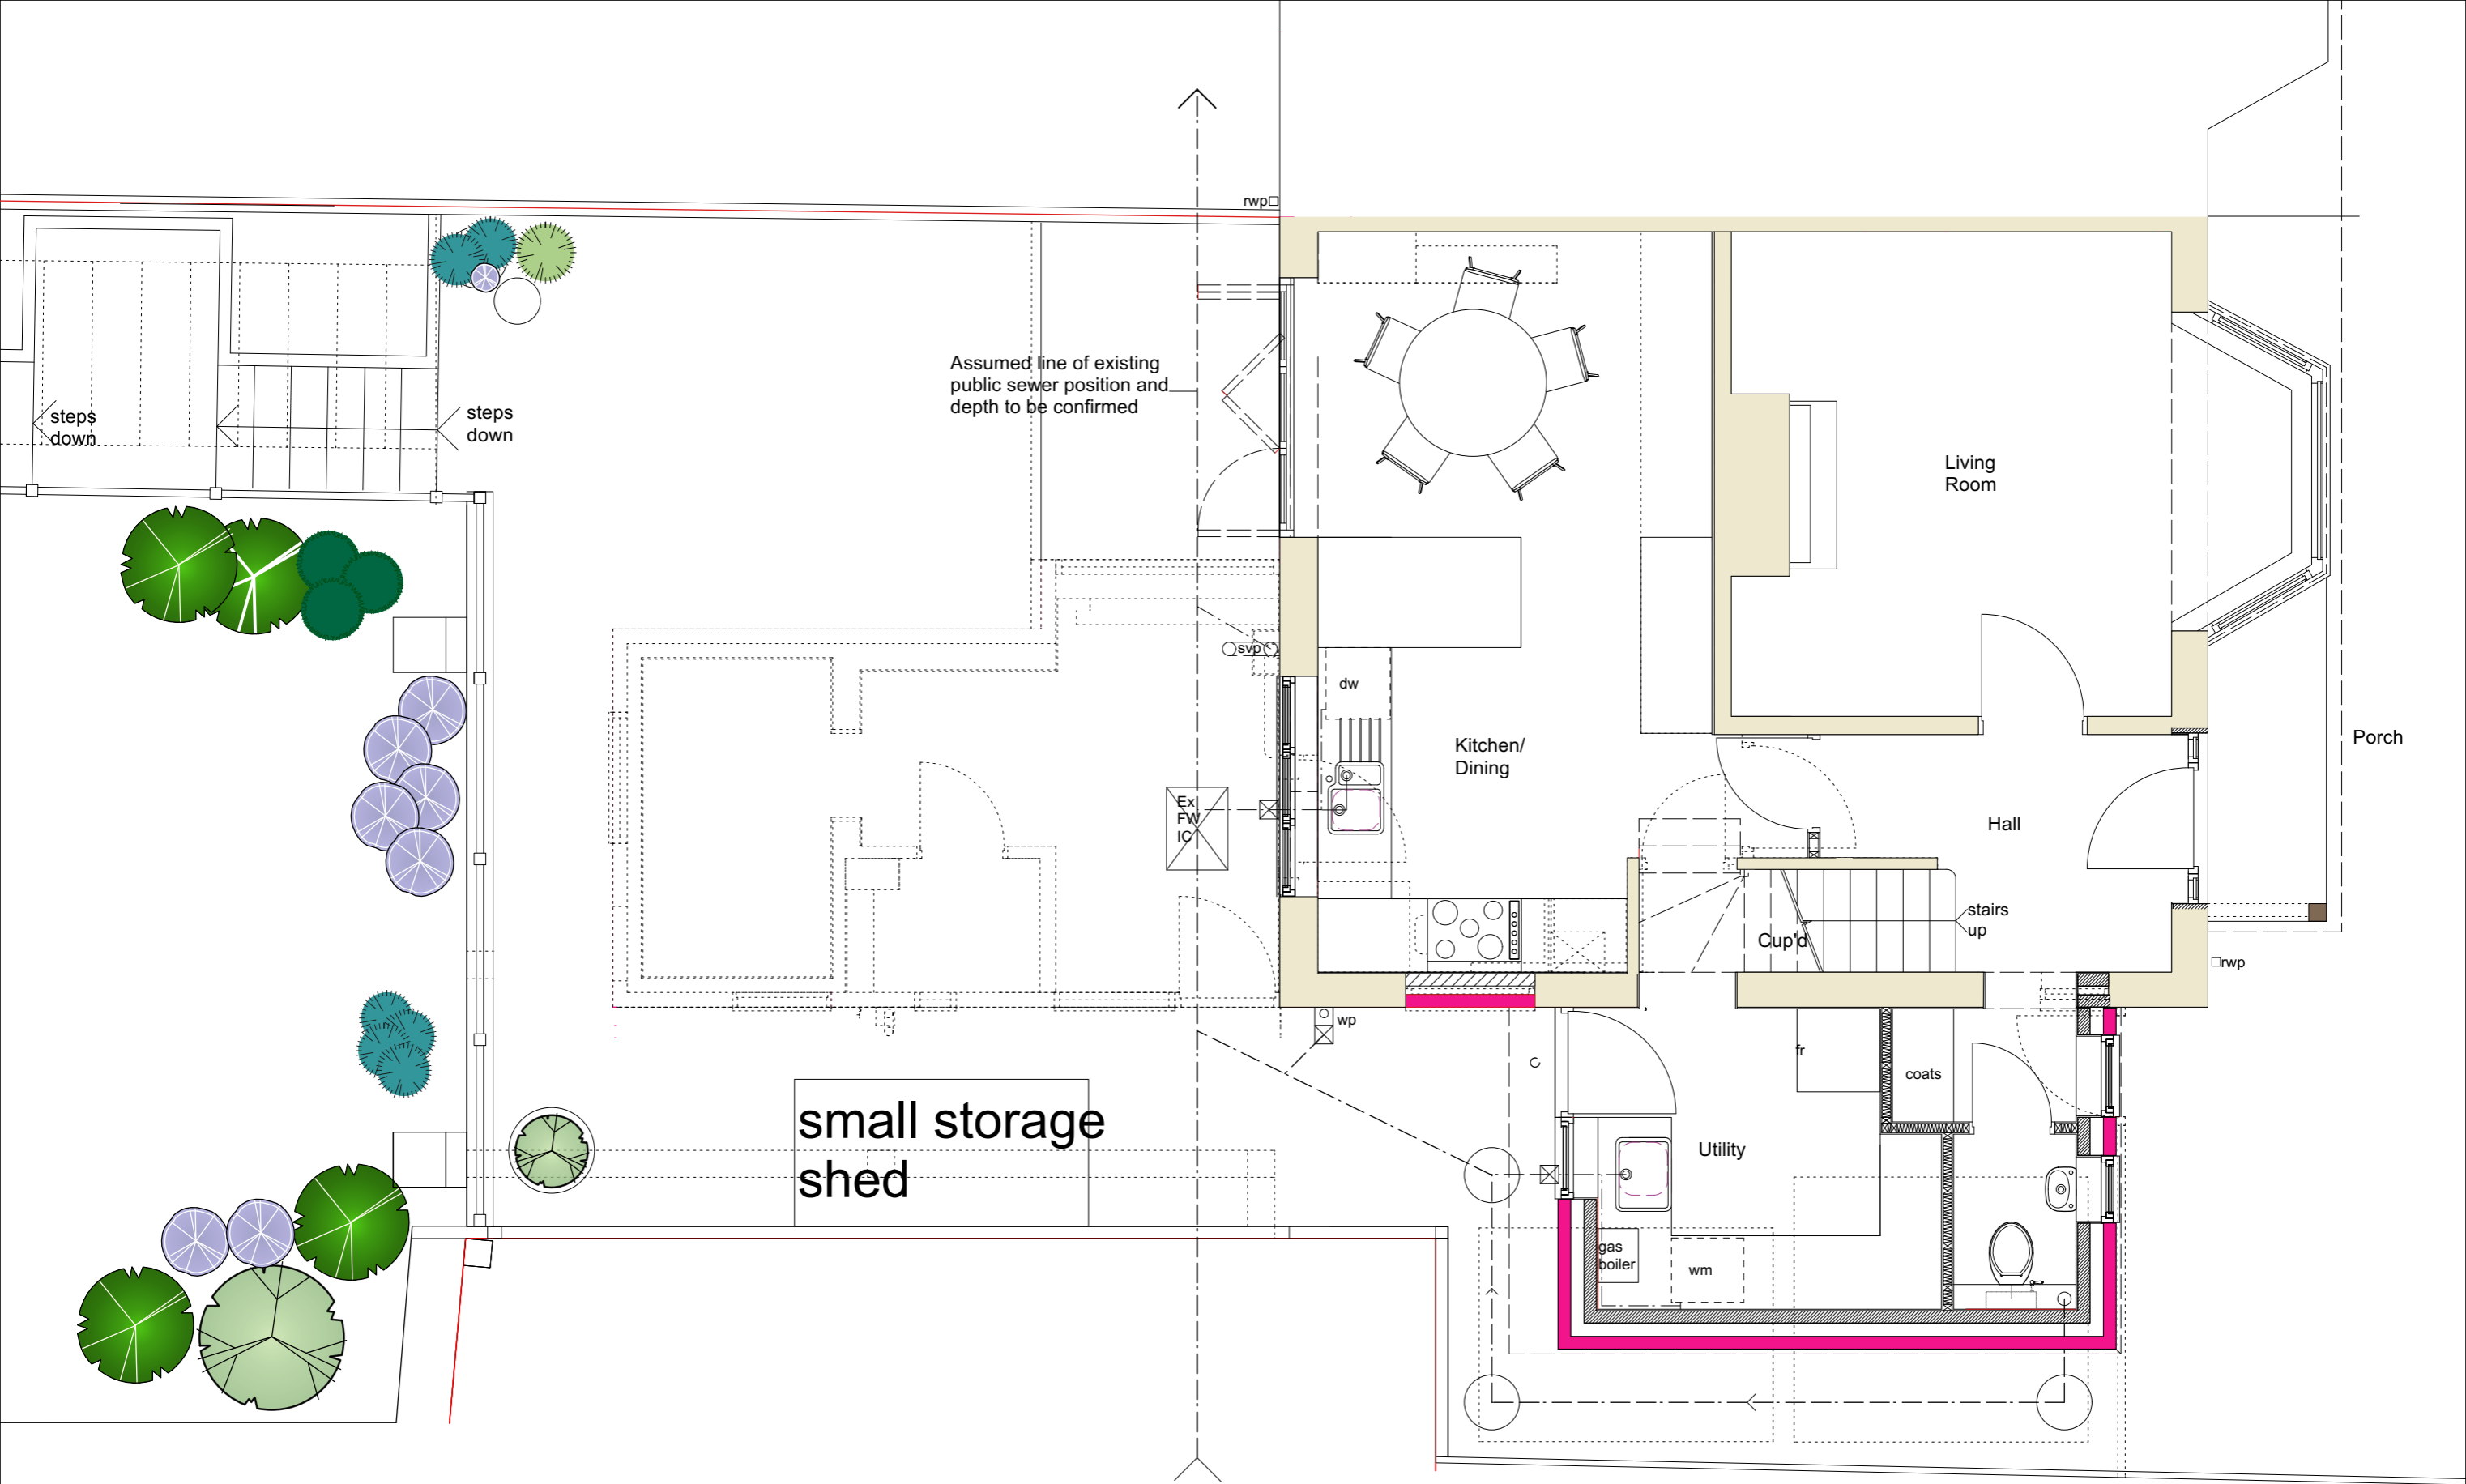 rwp
Assumed line of existing
public sewer position and
depth to be confirmed
steps
down
steps
down
Living
Room
svp
dw
Kitchen/
Dining
Porch
Ex
FW
IC
Hall
stairs
up
Cup'd
rwp
wp
fr
coats
small storage
shed
Utility
gas
boiler
wm